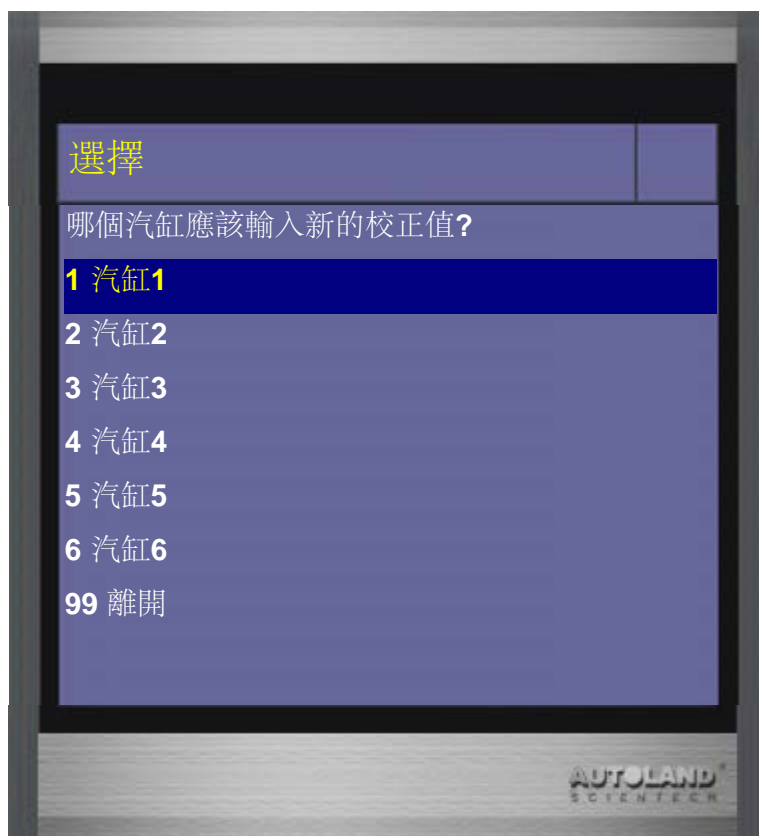 選擇
哪個汽缸應該輸入新的校正值?
1 汽缸1
2 汽缸2
3 汽缸3
4 汽缸4
5 汽缸5
6 汽缸6
99 離開
AUTOLAND
SCIENTECH